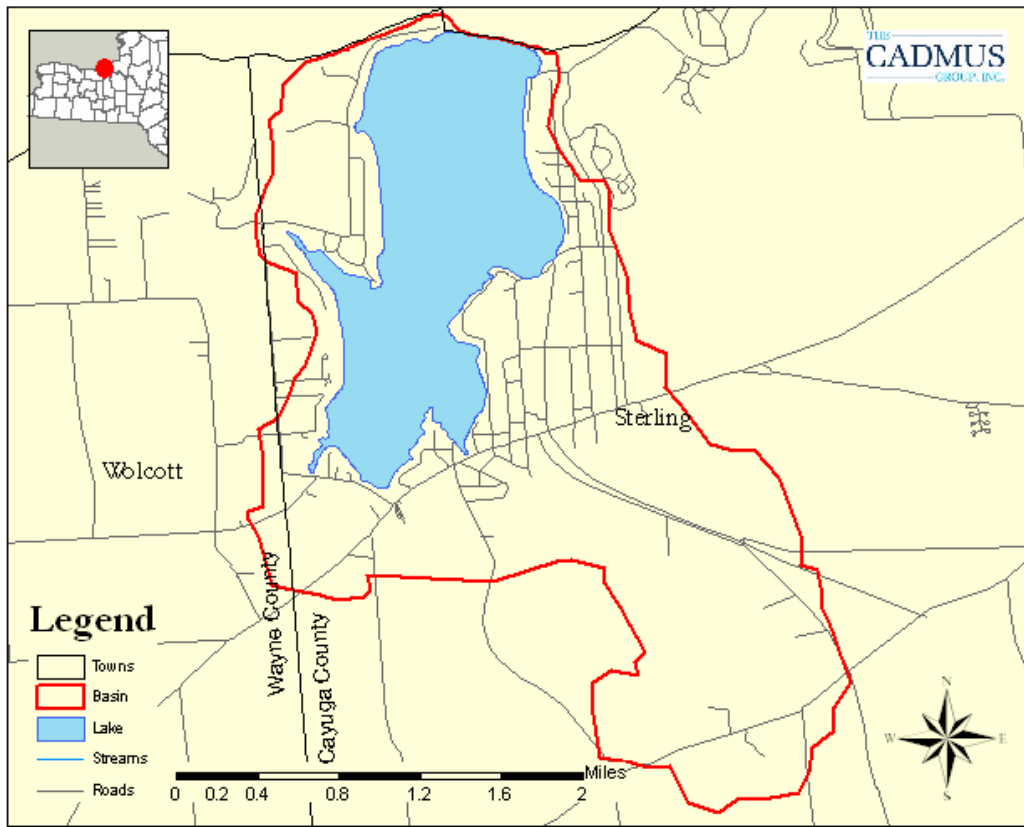 THE
CADMUS
GROUP, INC.
Sterling
Wolcott
Wayne County
Cayuga County
Legend
Towns
Basin
Lake
Streams
Roads
Miles
0 0.2 0.4 0.8 1.2 1.6 2
N
W E
S